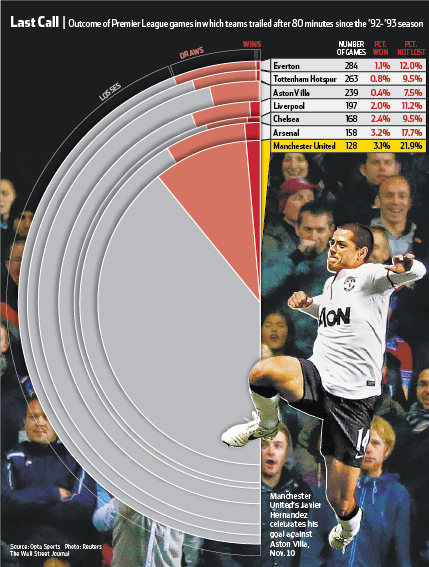 Last Call | Outcome of Premier League games in which teams trailed after 80 minutes since the '92-'93 season
LOSSES
DRAWS
WINS
NUMBER OF GAMES
PCT. WON
PCT. NOT LOST
Everton 284 1.1% 12.0%
Tottenham Hotspur 263 0.8% 9.5%
Aston Villa 239 0.4% 7.5%
Liverpool 197 2.0% 11.2%
Chelsea 168 2.4% 9.5%
Arsenal 158 3.2% 17.7%
Manchester United 128 3.1% 21.9%
AON
Manchester
United's Javier
Hernandez
celebrates his
goal against
Aston Villa,
Nov. 10
Source: Opta Sports Photo: Reuters
The Wall Street Journal